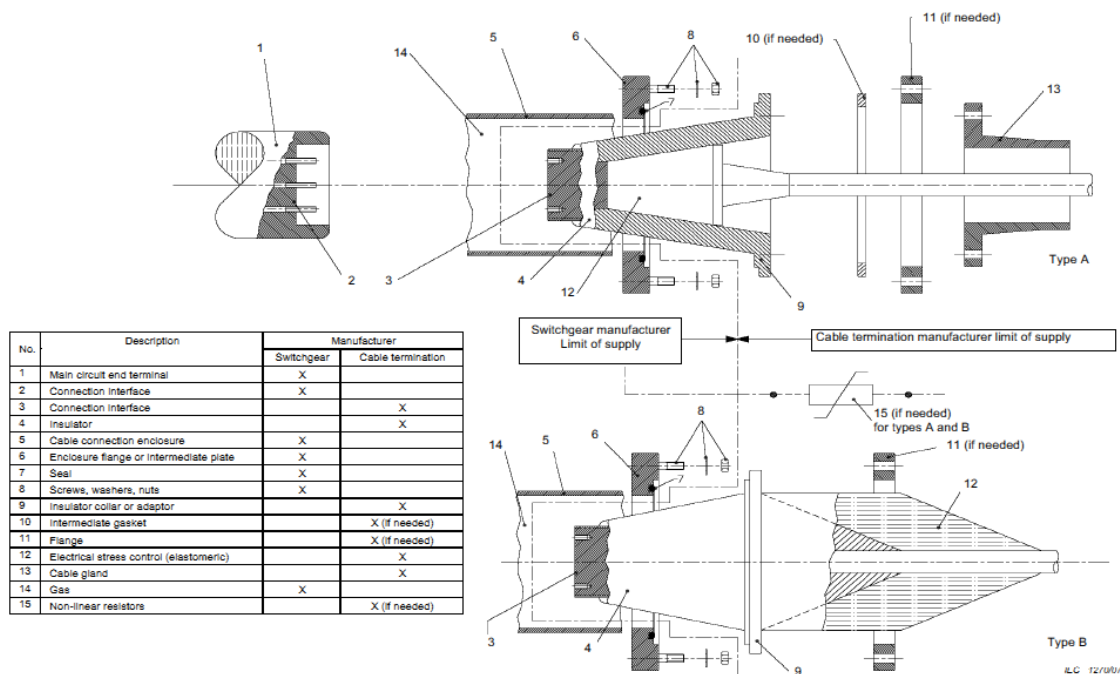 11 (if needed)
10 (if needed)
8
6
5
1
14
7
13
2
3
4
12
9
Type A
Switchgear manufacturer
Limit of supply
Cable termination manufacturer limit of supply
No. Description Manufacturer
Switchgear Cable termination
1 Main circuit end terminal X
2 Connection interface X
3 Connection interface X
4 Insulator X
5 Cable connection enclosure X
6 Enclosure flange or intermediate plate X
7 Seal X
8 Screws, washers, nuts X
9 Insulator collar or adaptor X
10 Intermediate gasket X (if needed)
11 Flange X (if needed)
12 Electrical stress control (elastomeric) X
13 Cable gland X
14 Gas X
15 Non-linear resistors X (if needed)
15 (if needed)
for types A and B
8
6
5
14
7
11 (if needed)
12
3
4
9
Type B
IEC 1270/07